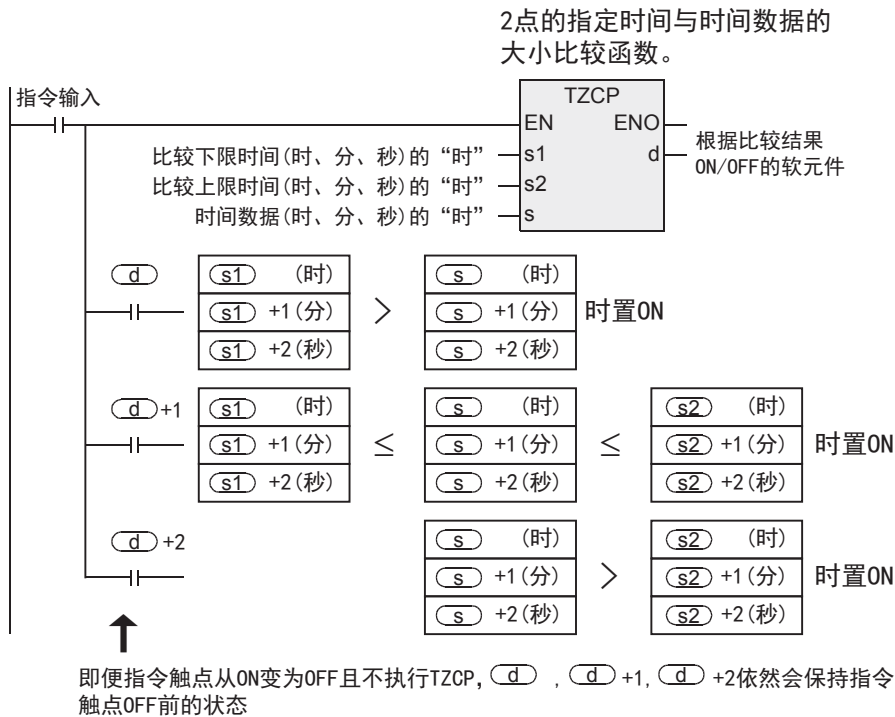 2点的指定时间与时间数据的
大小比较函数。
指令输入
TZCP
EN ENO
比较下限时间(时、分、秒)的“时” s1 d 根据比较结果
ON/OFF的软元件
比较上限时间(时、分、秒)的“时” s2
时间数据(时、分、秒)的“时” s
d s1 (时) s (时)
s1 +1(分) > s +1(分) 时置ON
s1 +2(秒) s +2(秒)
d +1 s1 (时) s (时) s2 (时)
s1 +1(分) ≤ s +1(分) ≤ s2 +1(分) 时置ON
s1 +2(秒) s +2(秒) s2 +2(秒)
d +2 s (时) s2 (时)
s +1(分) > s2 +1(分) 时置ON
s +2(秒) s2 +2(秒)
即便指令触点从ON变为OFF且不执行TZCP, d , d +1, d +2依然会保持指令
触点OFF前的状态